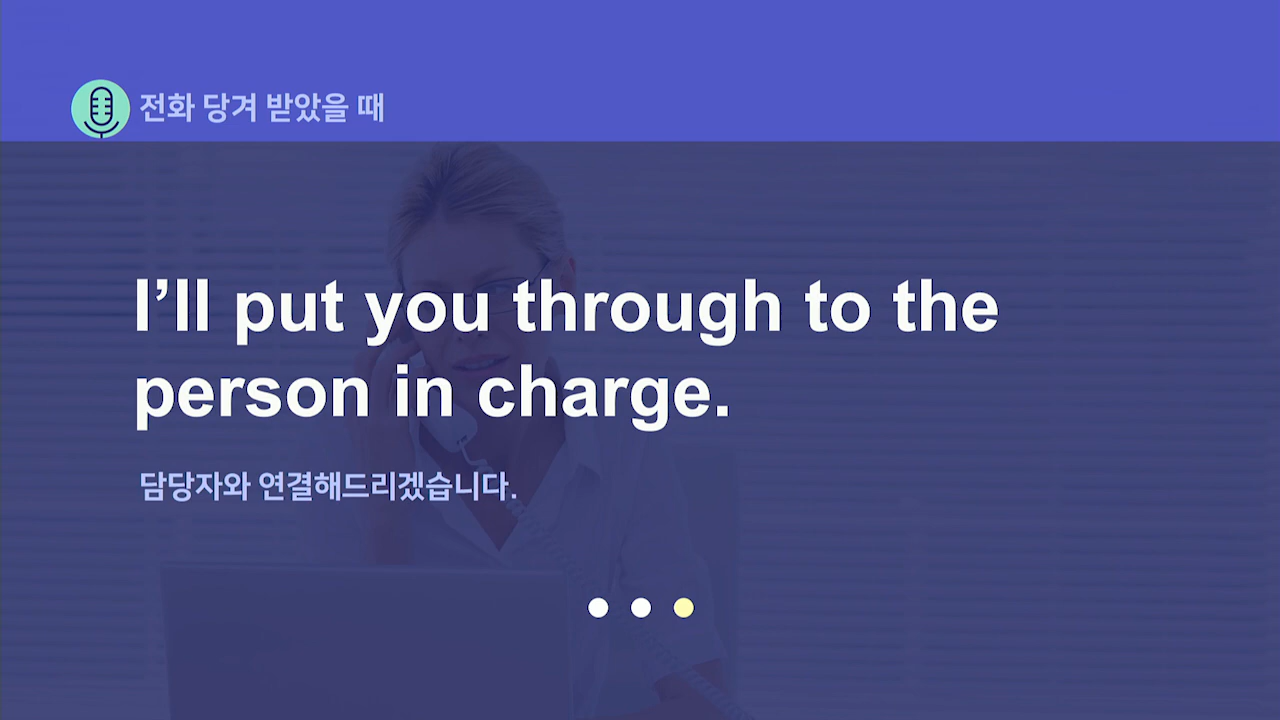 전화 당겨 받았을 때
I’ll put you through to the
person in charge.
담당자와 연결해드리겠습니다.